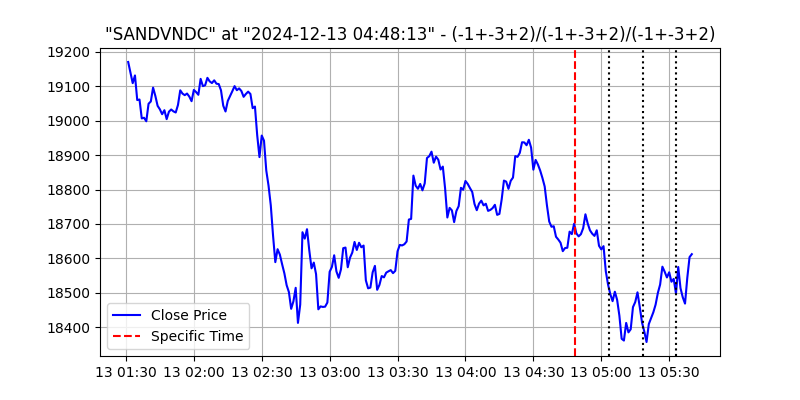 "SANDVNDC" at "2024-12-13 04:48:13" - (-1+-3+2)/(-1+-3+2)/(-1+-3+2)
19200
19100
19000
18900
18800
18700
18600
18500
18400
Close Price
Specific Time
13 01:30 13 02:00 13 02:30 13 03:00 13 03:30 13 04:00 13 04:30 13 05:00 13 05:30